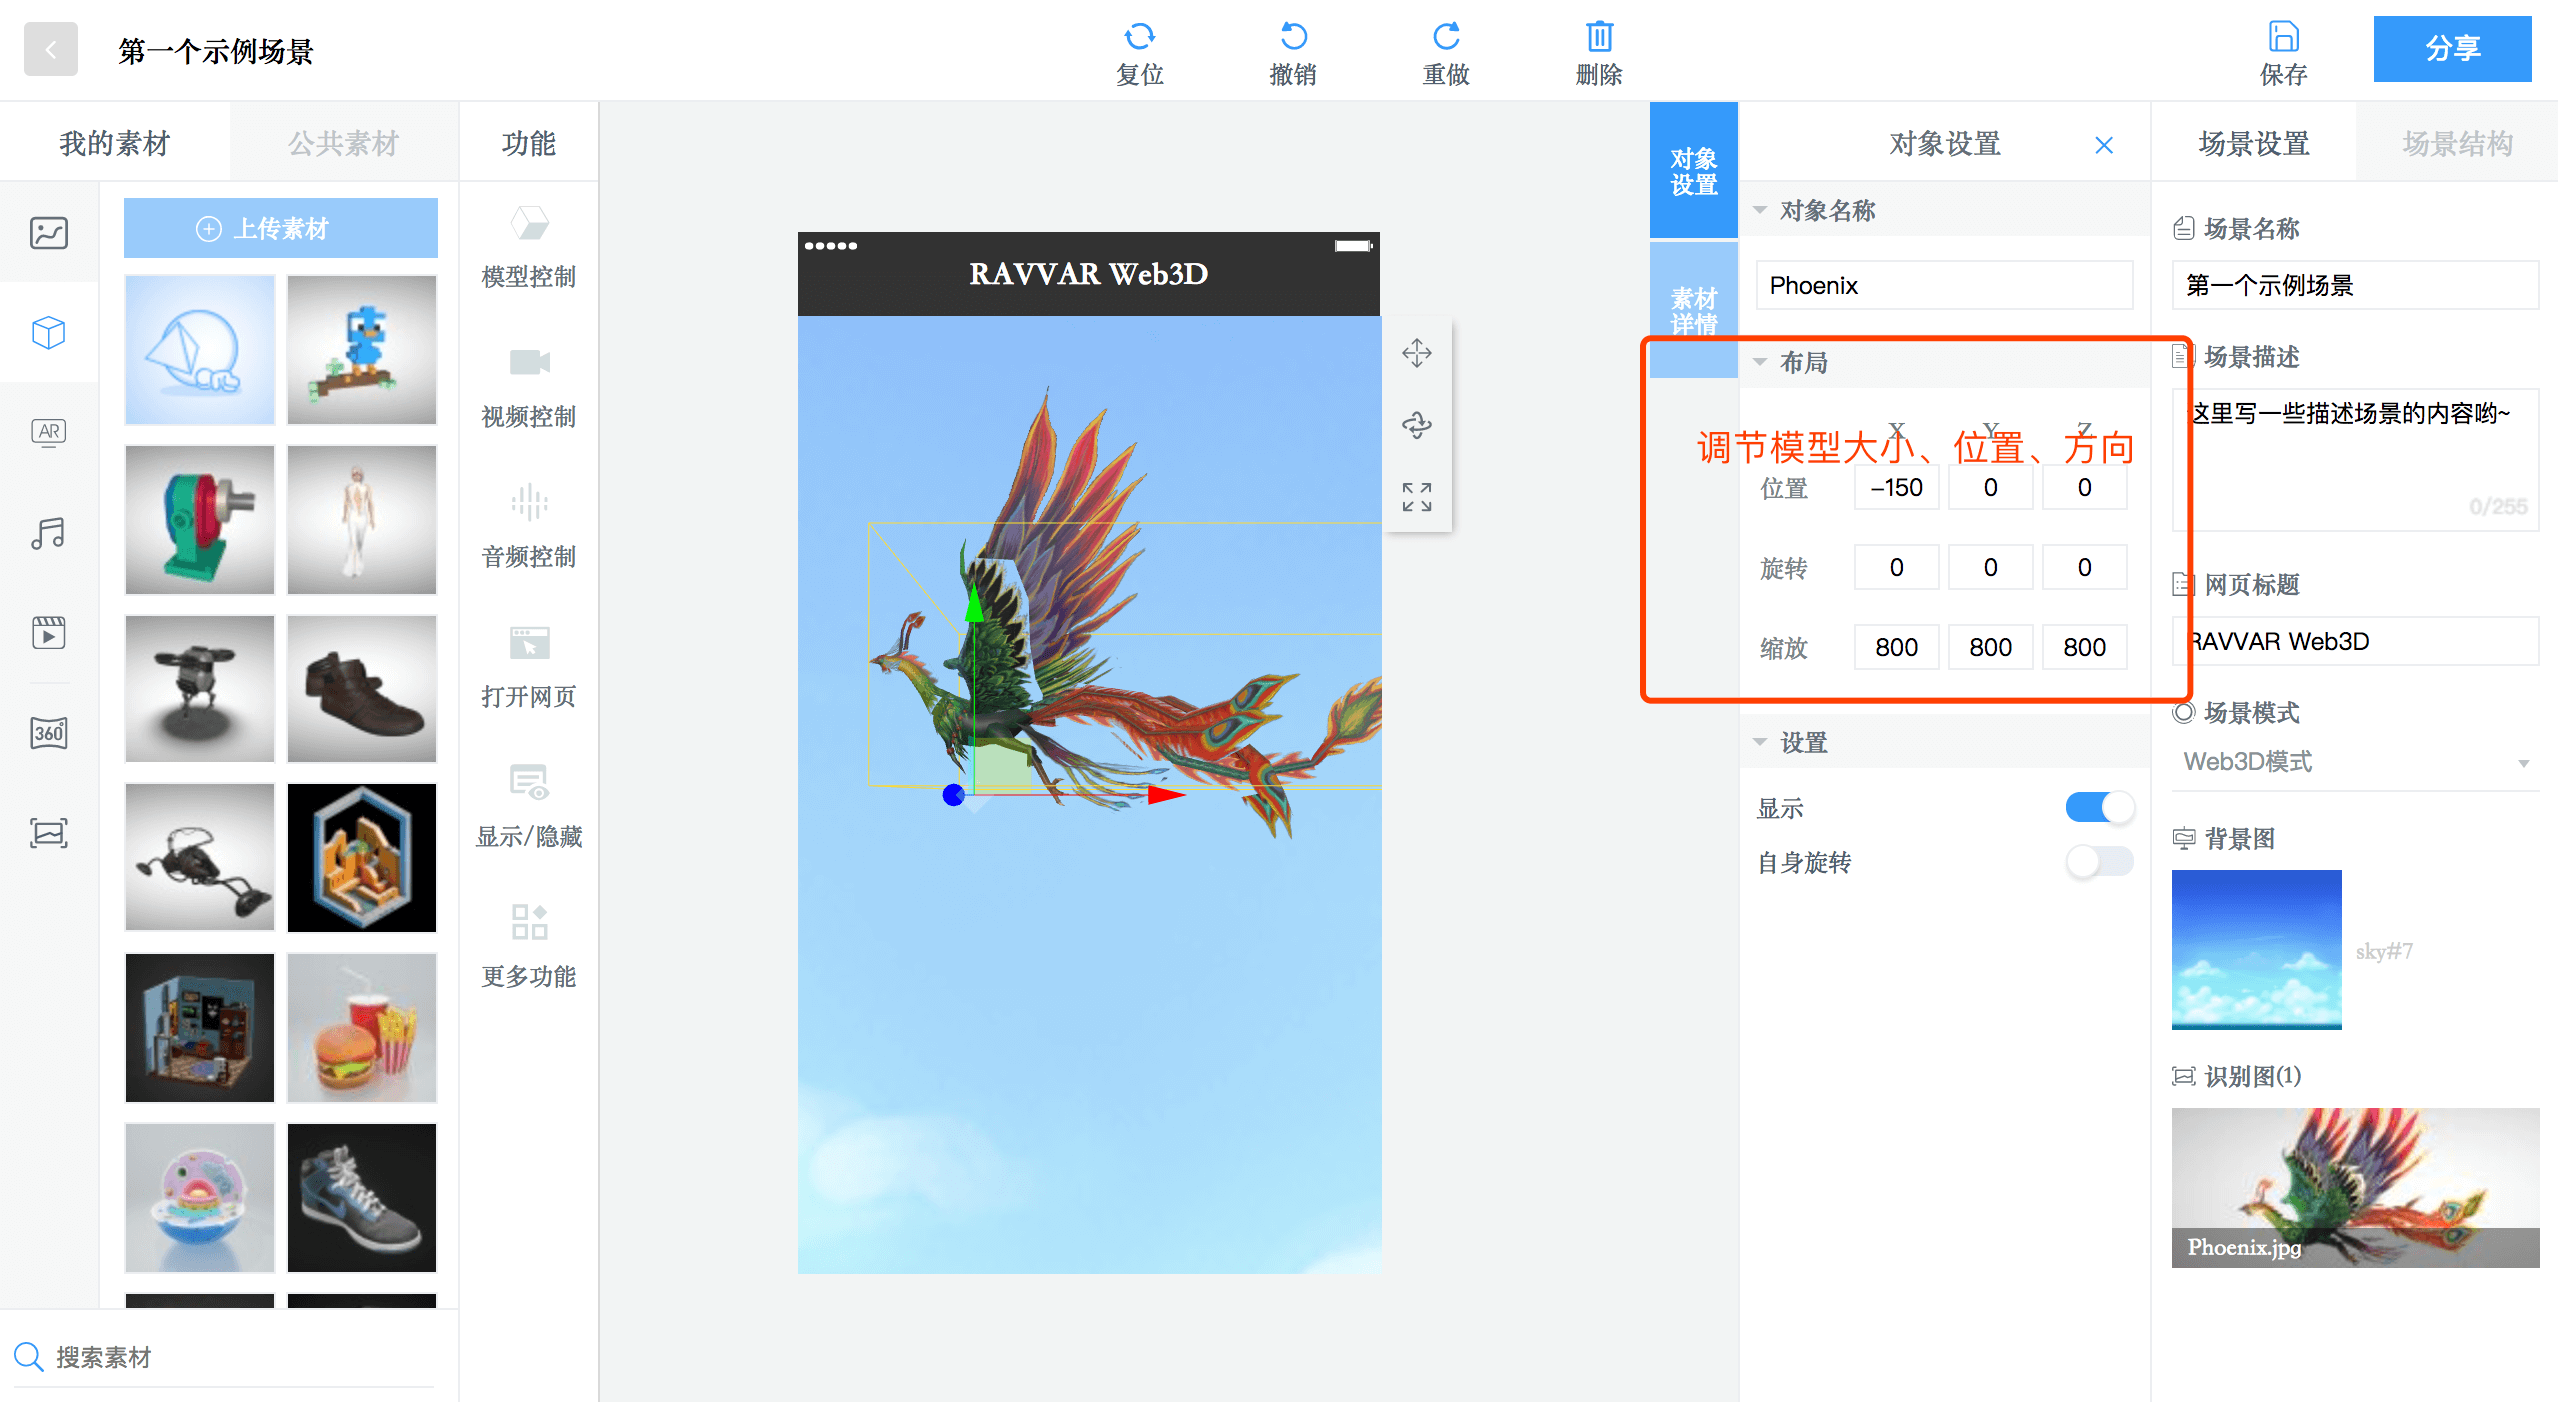 第一个示例场景
复位
撤销
重做
删除
保存
分享
我的素材
公共素材
功能
上传素材
AR
360°
搜索素材
模型控制
视频控制
音频控制
打开网页
显示/隐藏
更多功能
RAVVAR Web3D
对象
设置
素材
详情
对象设置
对象名称
Phoenix
布局
X Y Z
调节模型大小、位置、方向
位置 –150 0 0
旋转 0 0 0
缩放 800 800 800
设置
显示
自身旋转
场景设置
场景结构
场景名称
第一个示例场景
场景描述
这里写一些描述场景的内容哟~
0/255
网页标题
RAVVAR Web3D
场景模式
Web3D模式
背景图
sky#7
识别图(1)
Phoenix.jpg